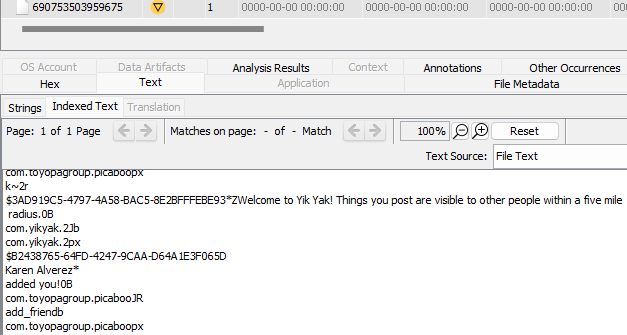 690753503959675 1 0000-00-00 00:00:00 0000-00-00 00:00:00 0000-00-00 00:00:00
OS Account Data Artifacts Analysis Results Context Annotations Other Occurrences
Hex Text Application File Metadata
Strings Indexed Text Translation
Page: 1 of 1 Page Matches on page: - of - Match 100% Reset
Text Source: File Text
com.toyopagroup.picaboopx
k~2r
$3AD919C5-4797-4A58-BAC5-8E2BFFFEBE93*ZWelcome to Yik Yak! Things you post are visible to other people within a five mile
radius.0B
com.yikyak.2Jb
com.yikyak.2px
$B2438765-64FD-4247-9CAA-D64A1E3F065D
Karen Alverez*
added you!0B
com.toyopagroup.picabooJR
add_friendb
com.toyopagroup.picaboopx